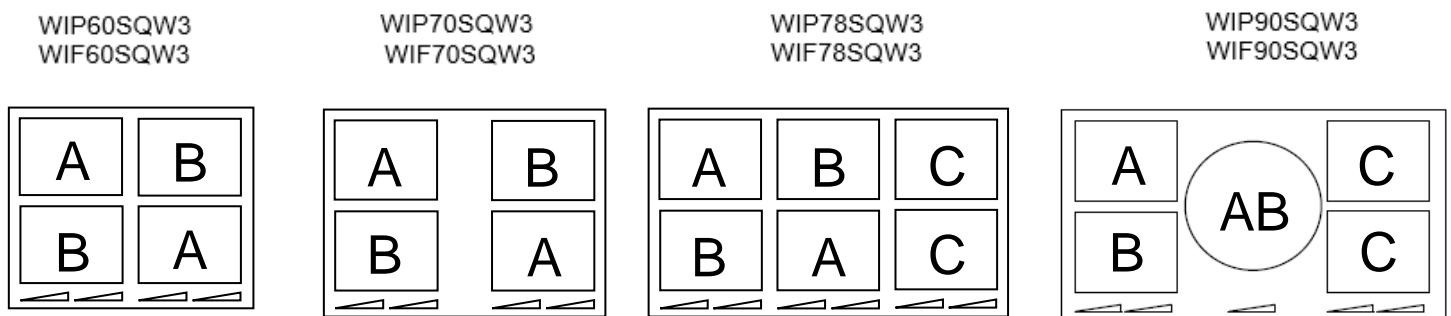 WIP60SQW3
WIF60SQW3
WIP70SQW3
WIF70SQW3
WIP78SQW3
WIF78SQW3
WIP90SQW3
WIF90SQW3
A B
B A
A B
B A
A B C
B A C
A AB C
B C